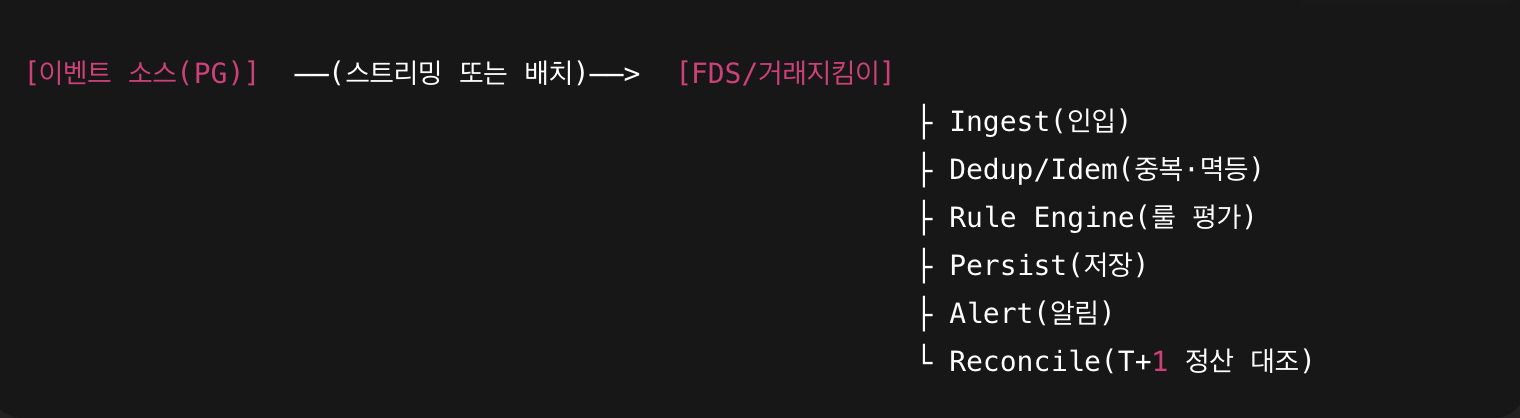 [이벤트 소스(PG)] ──(스트리밍 또는 배치)──> [FDS/거래지킴이]
├ Ingest(인입)
├ Dedup/Idem(중복·멱등)
├ Rule Engine(룰 평가)
├ Persist(저장)
├ Alert(알림)
└ Reconcile(T+1 정산 대조)